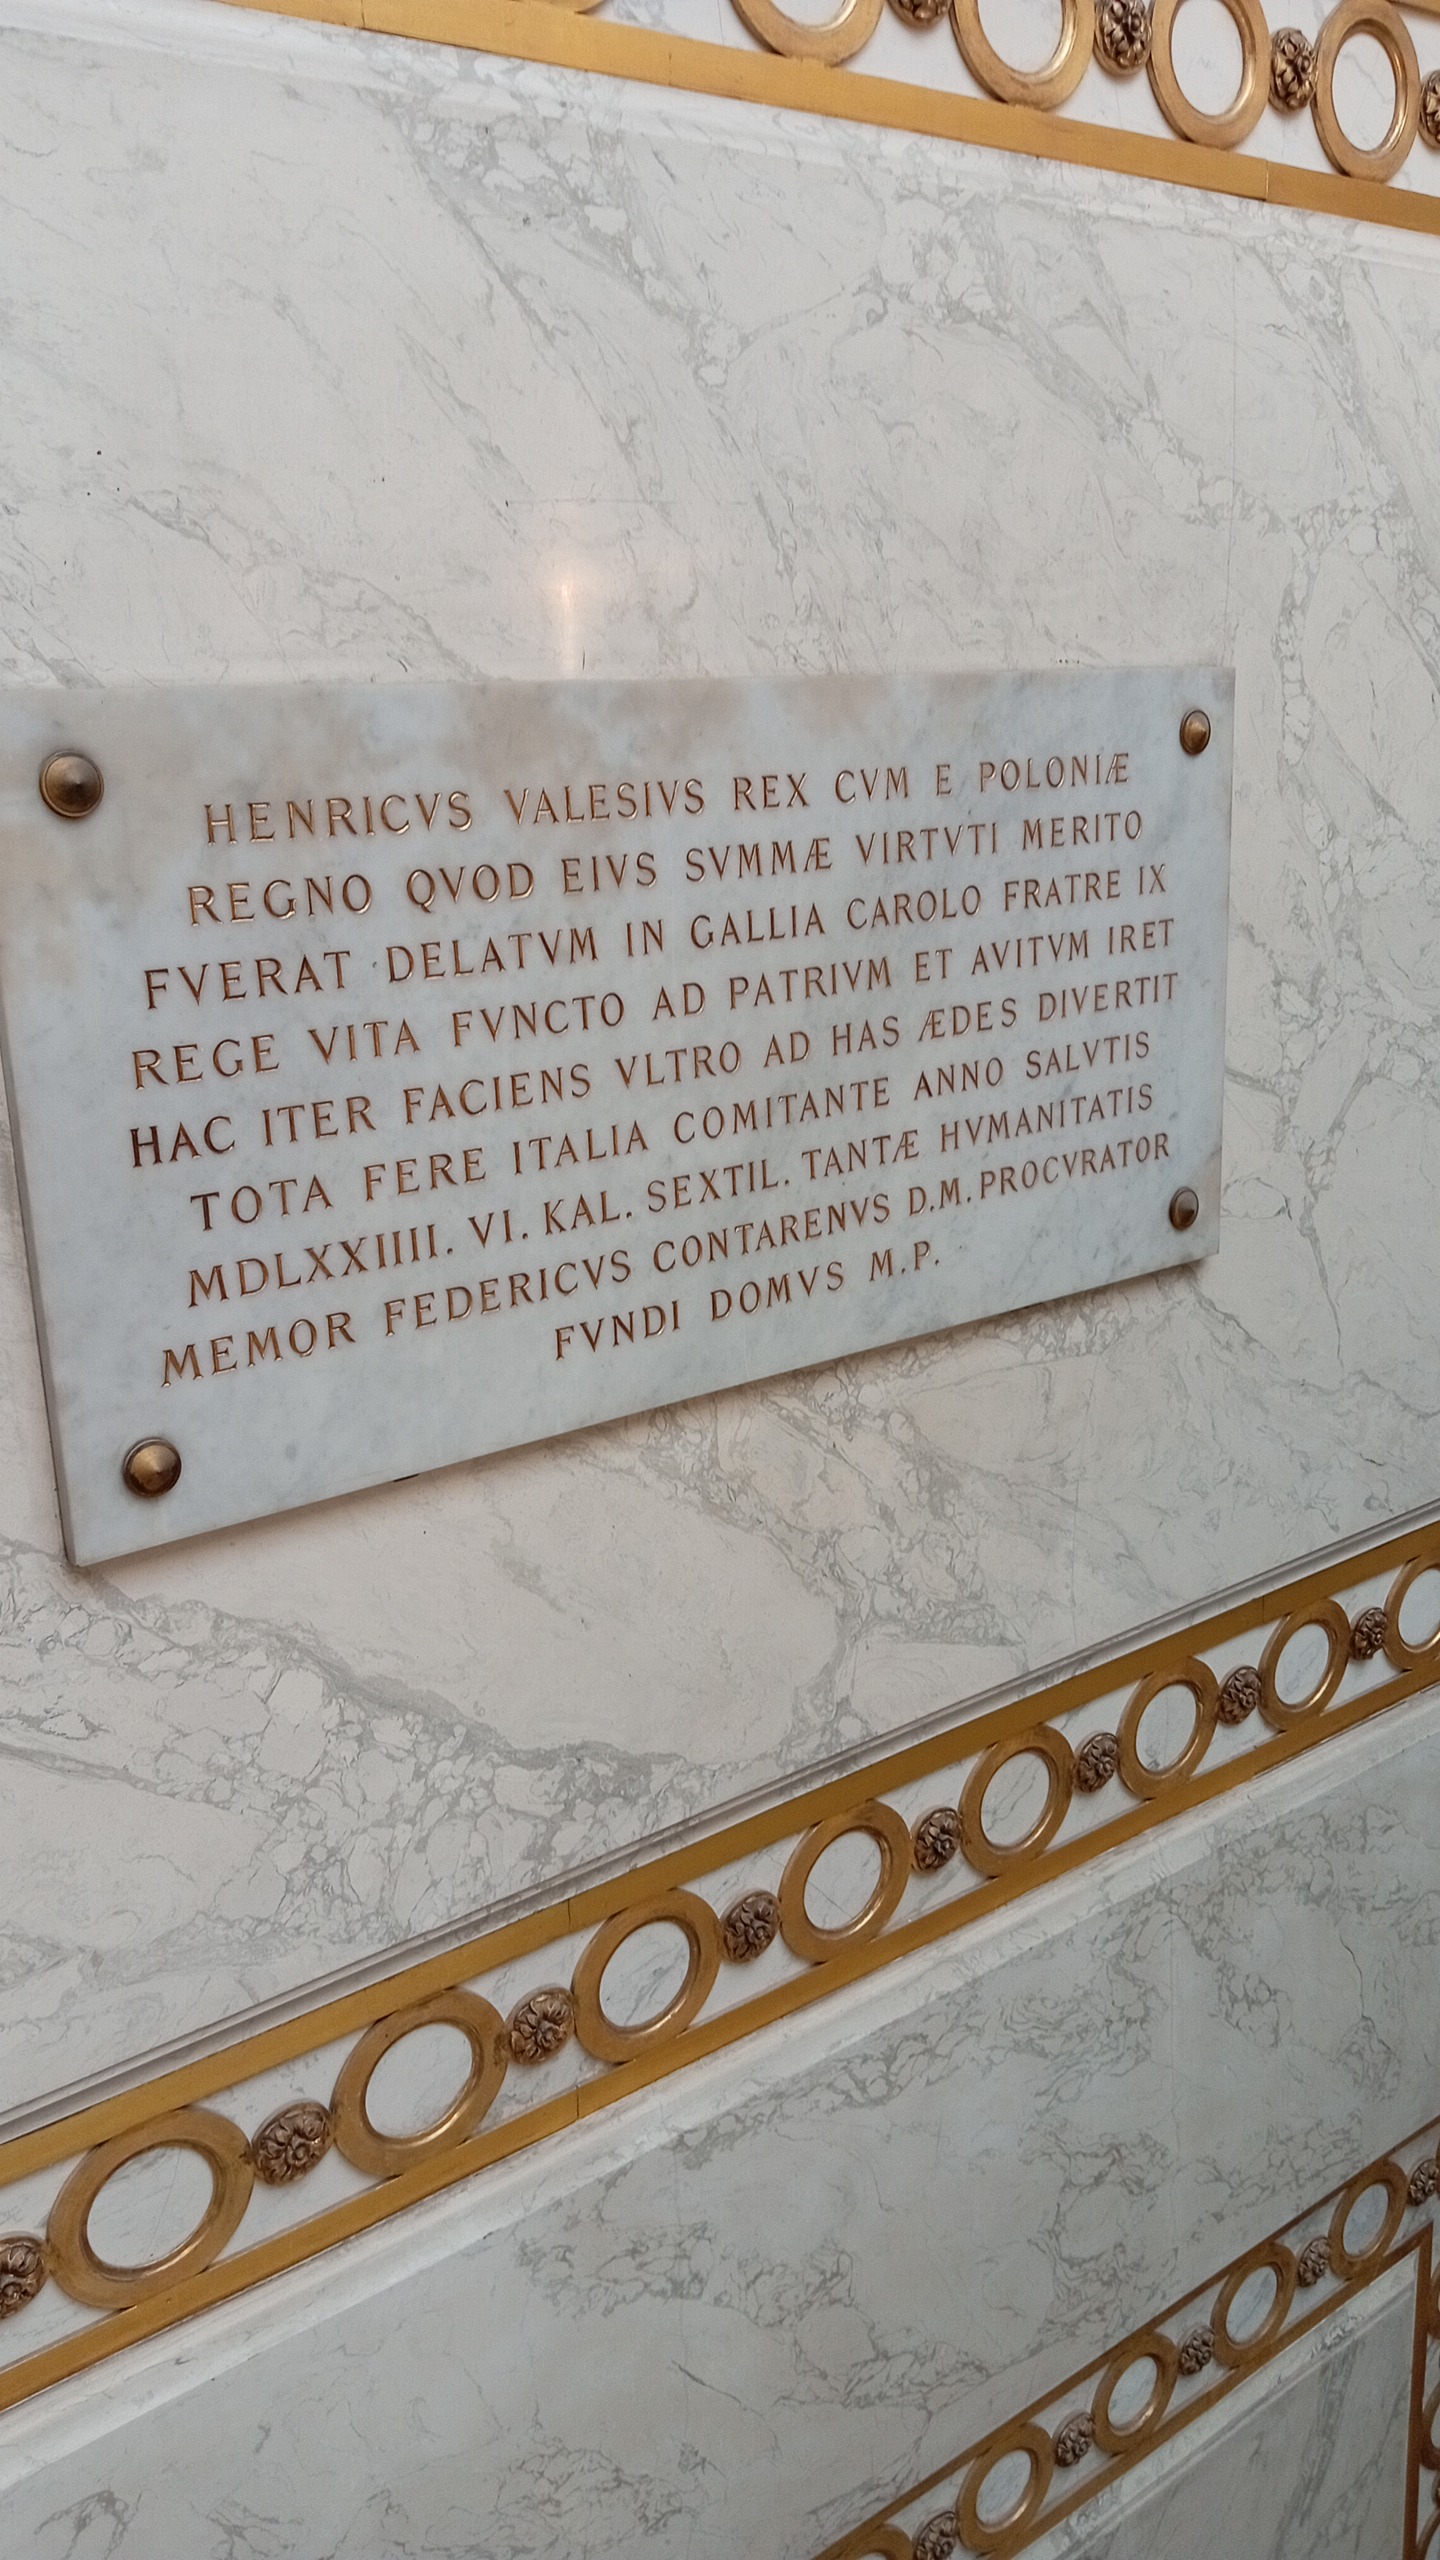 HENRICVS VALESIVS REX CVM E POLONIÆ
REGNO QVOD EIVS SVMMÆ VIRTVTI MERITO
FVERAT DELATVM IN GALLIA CAROLO FRATRE IX
REGE VITA FVNCTO AD PATRIVM ET AVITVM IRET
HAC ITER FACIENS VLTRO AD HAS ÆDES DIVERTIT
TOTA FERE ITALIA COMITANTE ANNO SALVTIS
MDLXXIIII. VI. KAL. SEXTIL. TANTÆ HVMANITATIS
MEMOR FEDERICVS CONTARENVS D.M. PROCVRATOR
FVNDI DOMVS M.P.